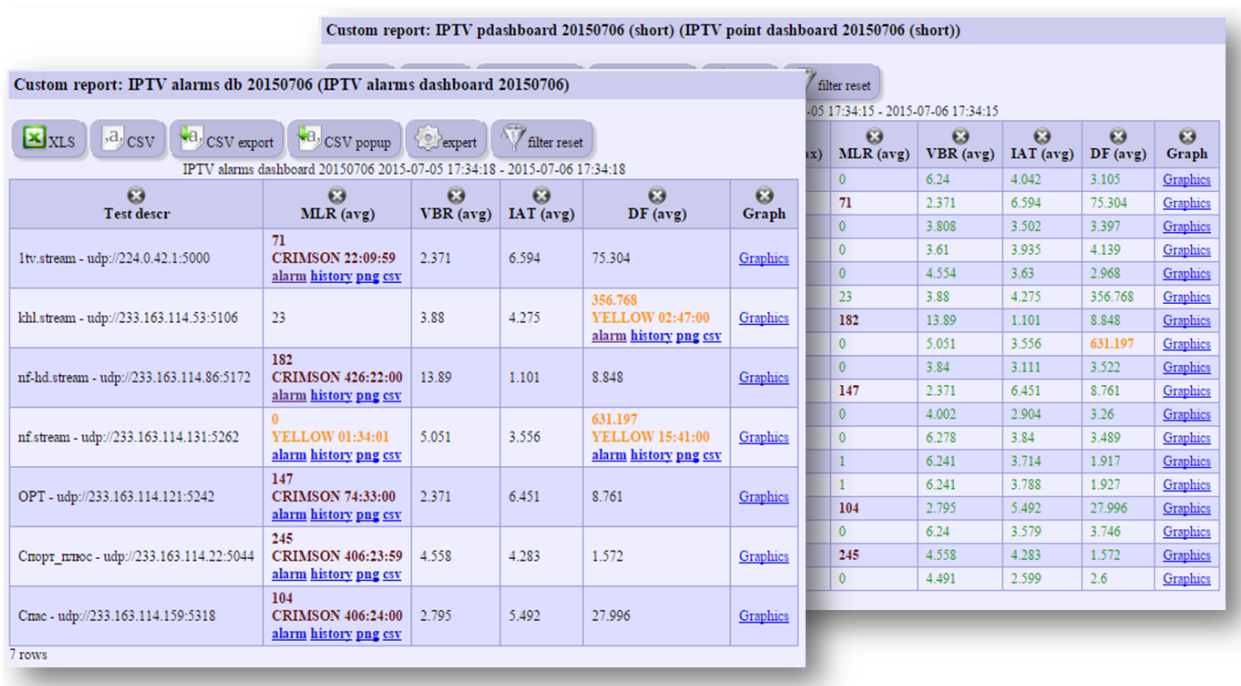 Custom report: IPTV pdashboard 20150706 (short) (IPTV point dashboard 20150706 (short))
filter reset
-05 17:34:15 - 2015-07-06 17:34:15
MLR (avg) VBR (avg) IAT (avg) DF (avg) Graph
0 6.24 4.042 3.105 Graphics
71 2.371 6.594 75.304 Graphics
0 3.808 3.502 3.397 Graphics
0 3.61 3.935 4.139 Graphics
0 4.554 3.63 2.968 Graphics
23 3.88 4.275 356.768 Graphics
182 13.89 1.101 8.848 Graphics
0 5.051 3.556 631.197 Graphics
0 3.84 3.111 3.522 Graphics
147 2.371 6.451 8.761 Graphics
0 4.002 2.904 3.26 Graphics
0 6.278 3.84 3.489 Graphics
1 6.241 3.714 1.917 Graphics
1 6.241 3.788 1.927 Graphics
104 2.795 5.492 27.996 Graphics
0 6.24 3.579 3.746 Graphics
245 4.558 4.283 1.572 Graphics
0 4.491 2.599 2.6 Graphics
Custom report: IPTV alarms db 20150706 (IPTV alarms dashboard 20150706)
XLS CSV CSV export CSV popup expert filter reset
IPTV alarms dashboard 20150706 2015-07-05 17:34:18 - 2015-07-06 17:34:18
Test descr MLR (avg) VBR (avg) IAT (avg) DF (avg) Graph
71
1tv.stream - udp://224.0.42.1:5000 CRIMSON 22:09:59 2.371 6.594 75.304 Graphics
alarm history png csv
356.768
khl.stream - udp://233.163.114.53:5106 23 3.88 4.275 YELLOW 02:47:00 Graphics
alarm history png csv
182
nf-hd.stream - udp://233.163.114.86:5172 CRIMSON 426:22:00 13.89 1.101 8.848 Graphics
alarm history png csv
0 631.197
nf.stream - udp://233.163.114.131:5262 YELLOW 01:34:01 5.051 3.556 YELLOW 15:41:00 Graphics
alarm history png csv alarm history png csv
147
ОРТ - udp://233.163.114.121:5242 CRIMSON 74:33:00 2.371 6.451 8.761 Graphics
alarm history png csv
245
Спорт_плюс - udp://233.163.114.22:5044 CRIMSON 406:23:59 4.558 4.283 1.572 Graphics
alarm history png csv
104
Спас - udp://233.163.114.159:5318 CRIMSON 406:24:00 2.795 5.492 27.996 Graphics
alarm history png csv
7 rows